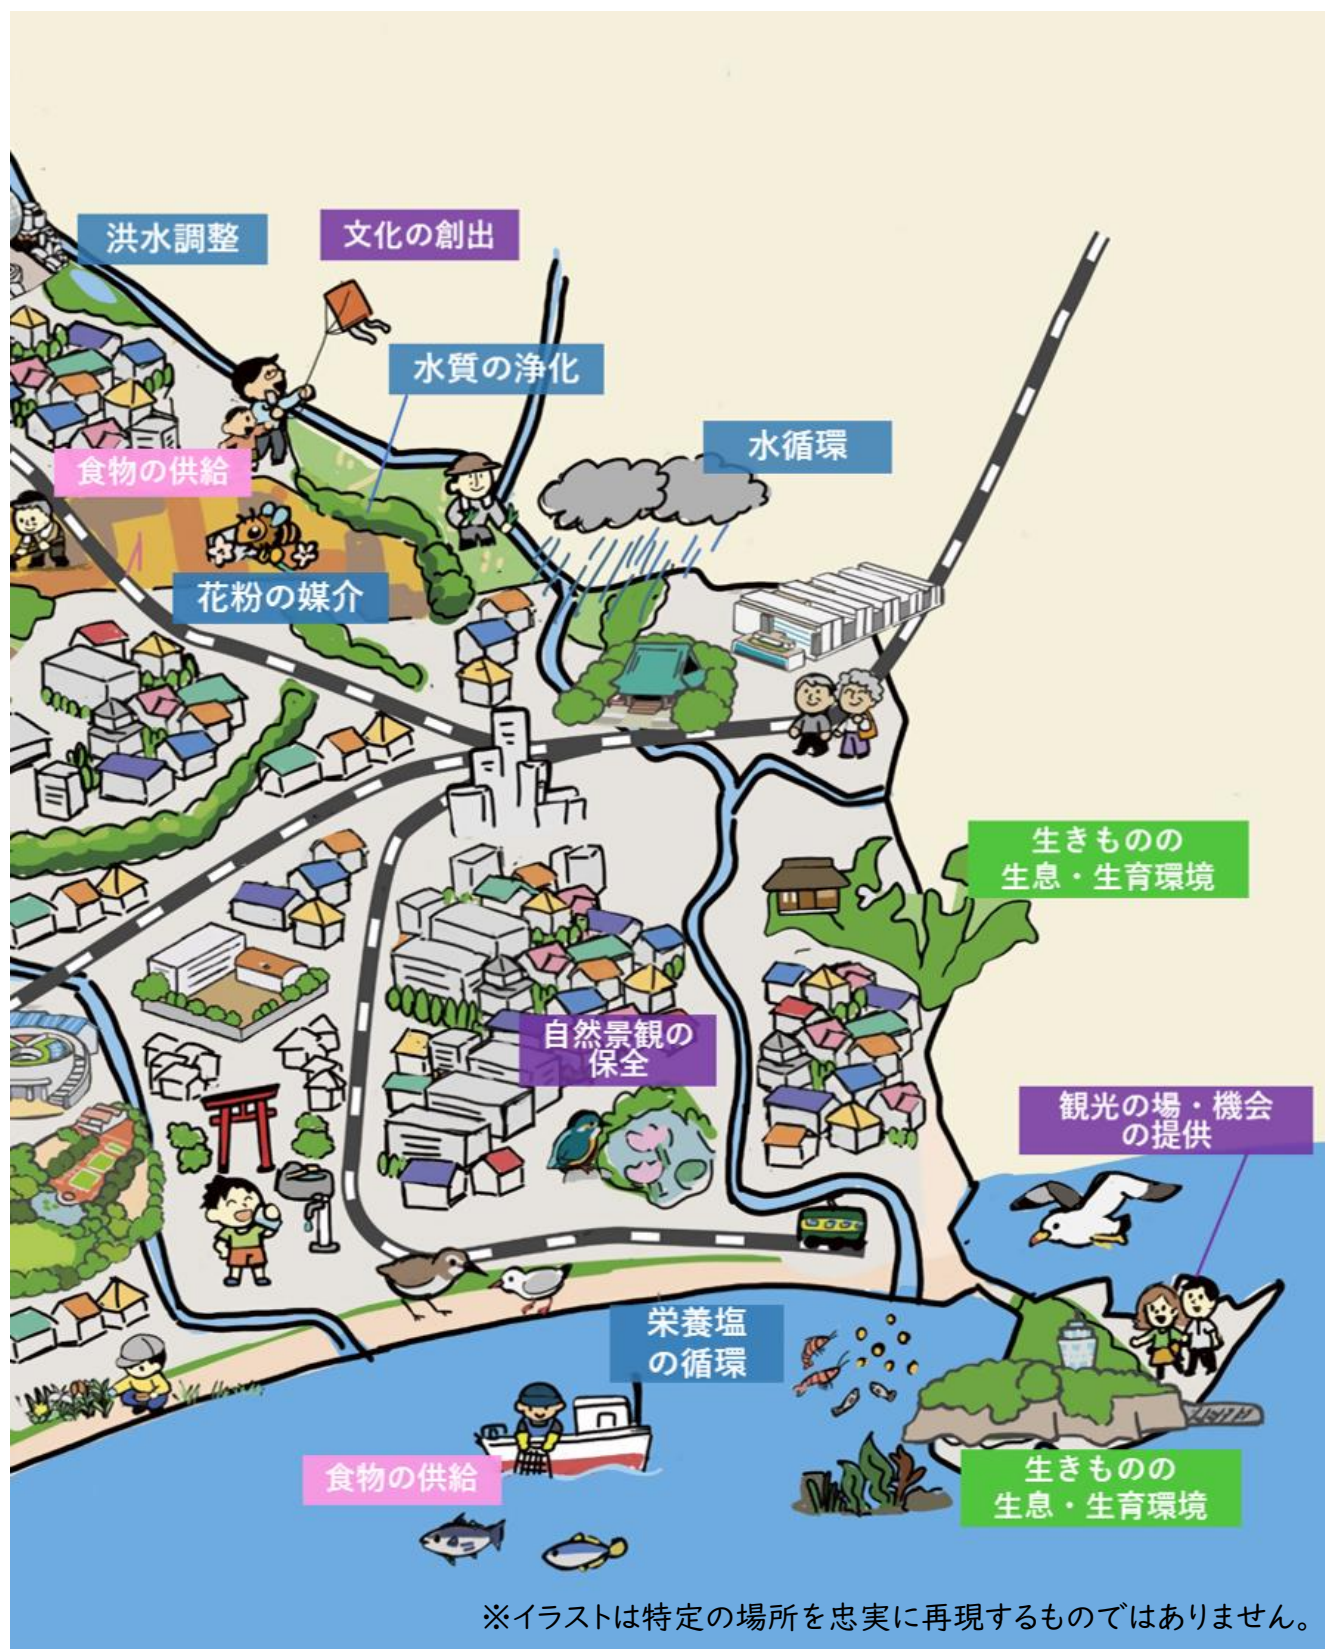 洪水調整
文化の創出
水質の浄化
水循環
食物の供給
花粉の媒介
生きものの
生息・生育環境
自然景観の
保全
観光の場・機会
の提供
栄養塩
の循環
食物の供給
生きものの
生息・生育環境
※イラストは特定の場所を忠実に再現するものではありません。